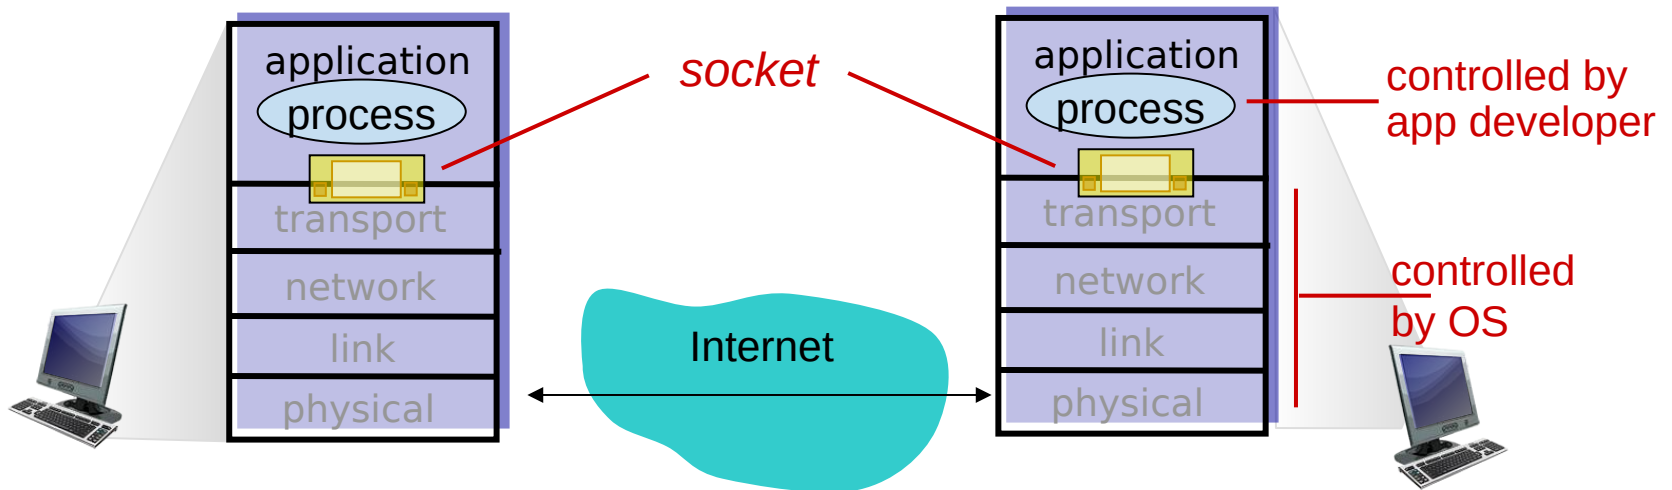 application
process
transport
network
link
physical
socket
Internet
application
process
transport
network
link
physical
controlled by
app developer
controlled
by OS